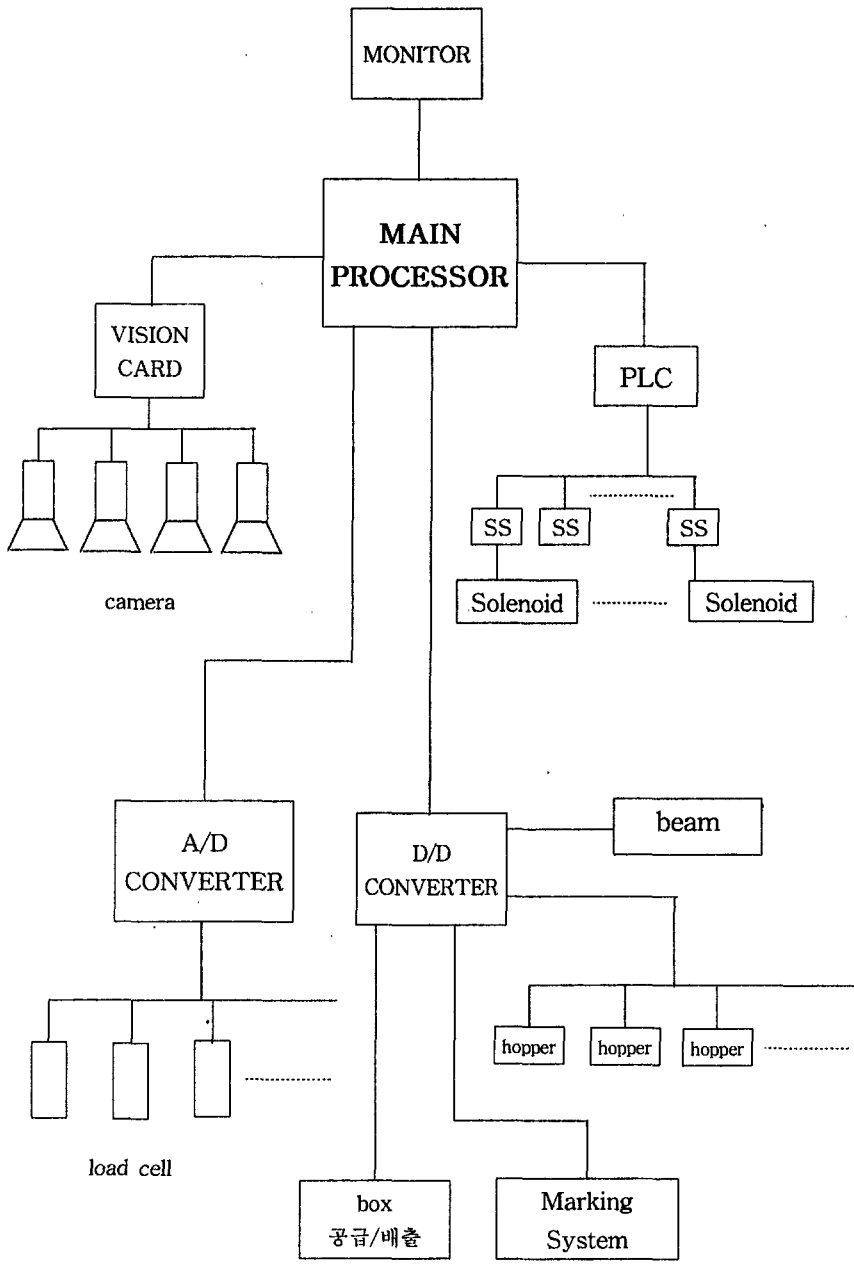 MONITOR
MAIN
PROCESSOR
VISION
CARD
PLC
SS
SS
SS
camera
Solenoid
Solenoid
A/D
CONVERTER
D/D
CONVERTER
beam
hopper
hopper
hopper
load cell
box
공급/배출
Marking
System